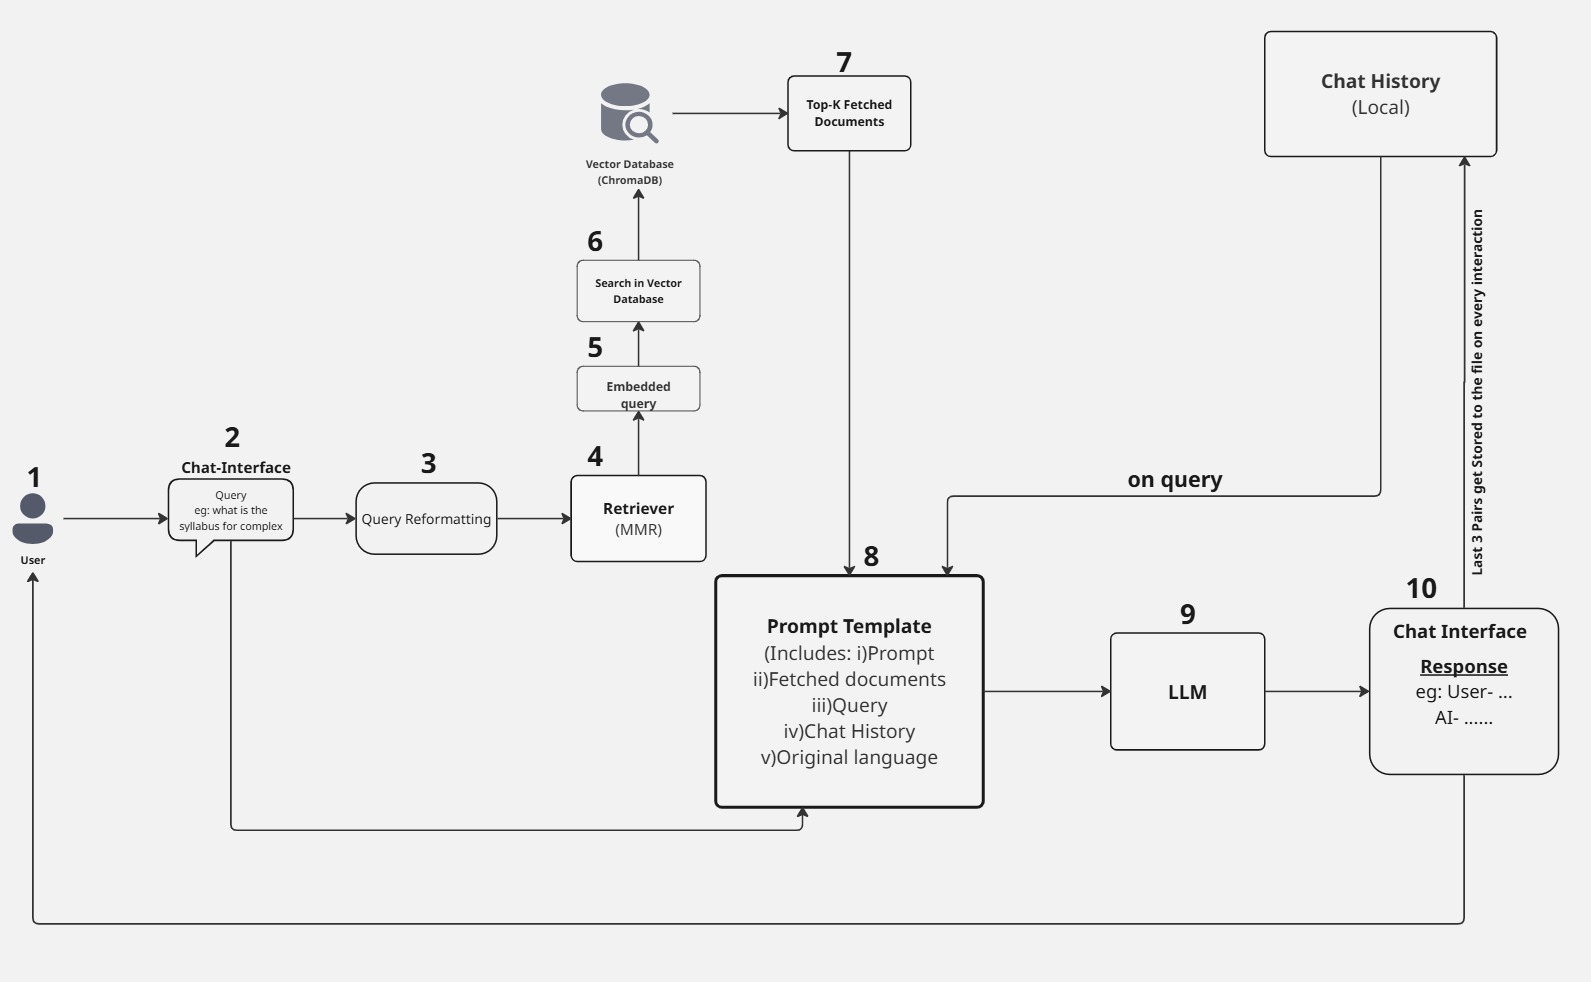 1
User
2
Chat-Interface
Query
eg: what is the
syllabus for complex
3
Query Reformatting
4
Retriever
(MMR)
5
Embedded
query
6
Search in Vector
Database
Vector Database
(ChromaDB)
7
Top-K Fetched
Documents
8
Prompt Template
(Includes: i)Prompt
ii)Fetched documents
iii)Query
iv)Chat History
v)Original language
9
LLM
10
Chat Interface
Response
eg: User- ...
AI- ......
Last 3 Pairs get Stored to the file on every interaction
Chat History
(Local)
on query